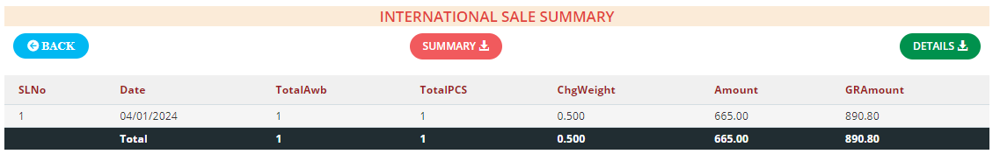 INTERNATIONAL SALE SUMMARY
BACK SUMMARY DETAILS
SLNo Date TotalAwb TotalPCS ChgWeight Amount GRAmount
1 04/01/2024 1 1 0.500 665.00 890.80
Total 1 1 0.500 665.00 890.80